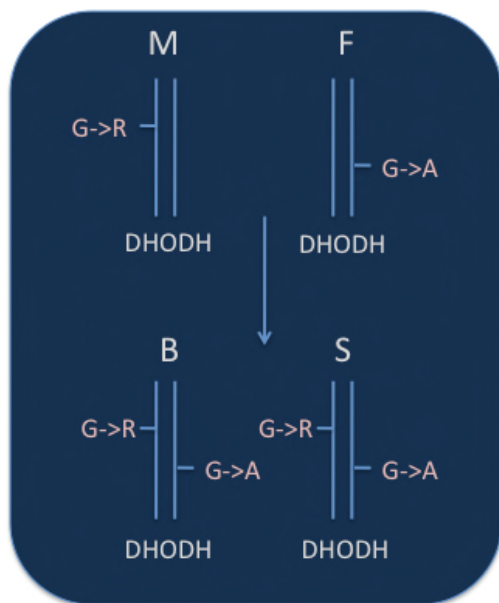 M F
G->R
G->A
DHODH DHODH
B S
G->R G->R
G->A G->A
DHODH DHODH